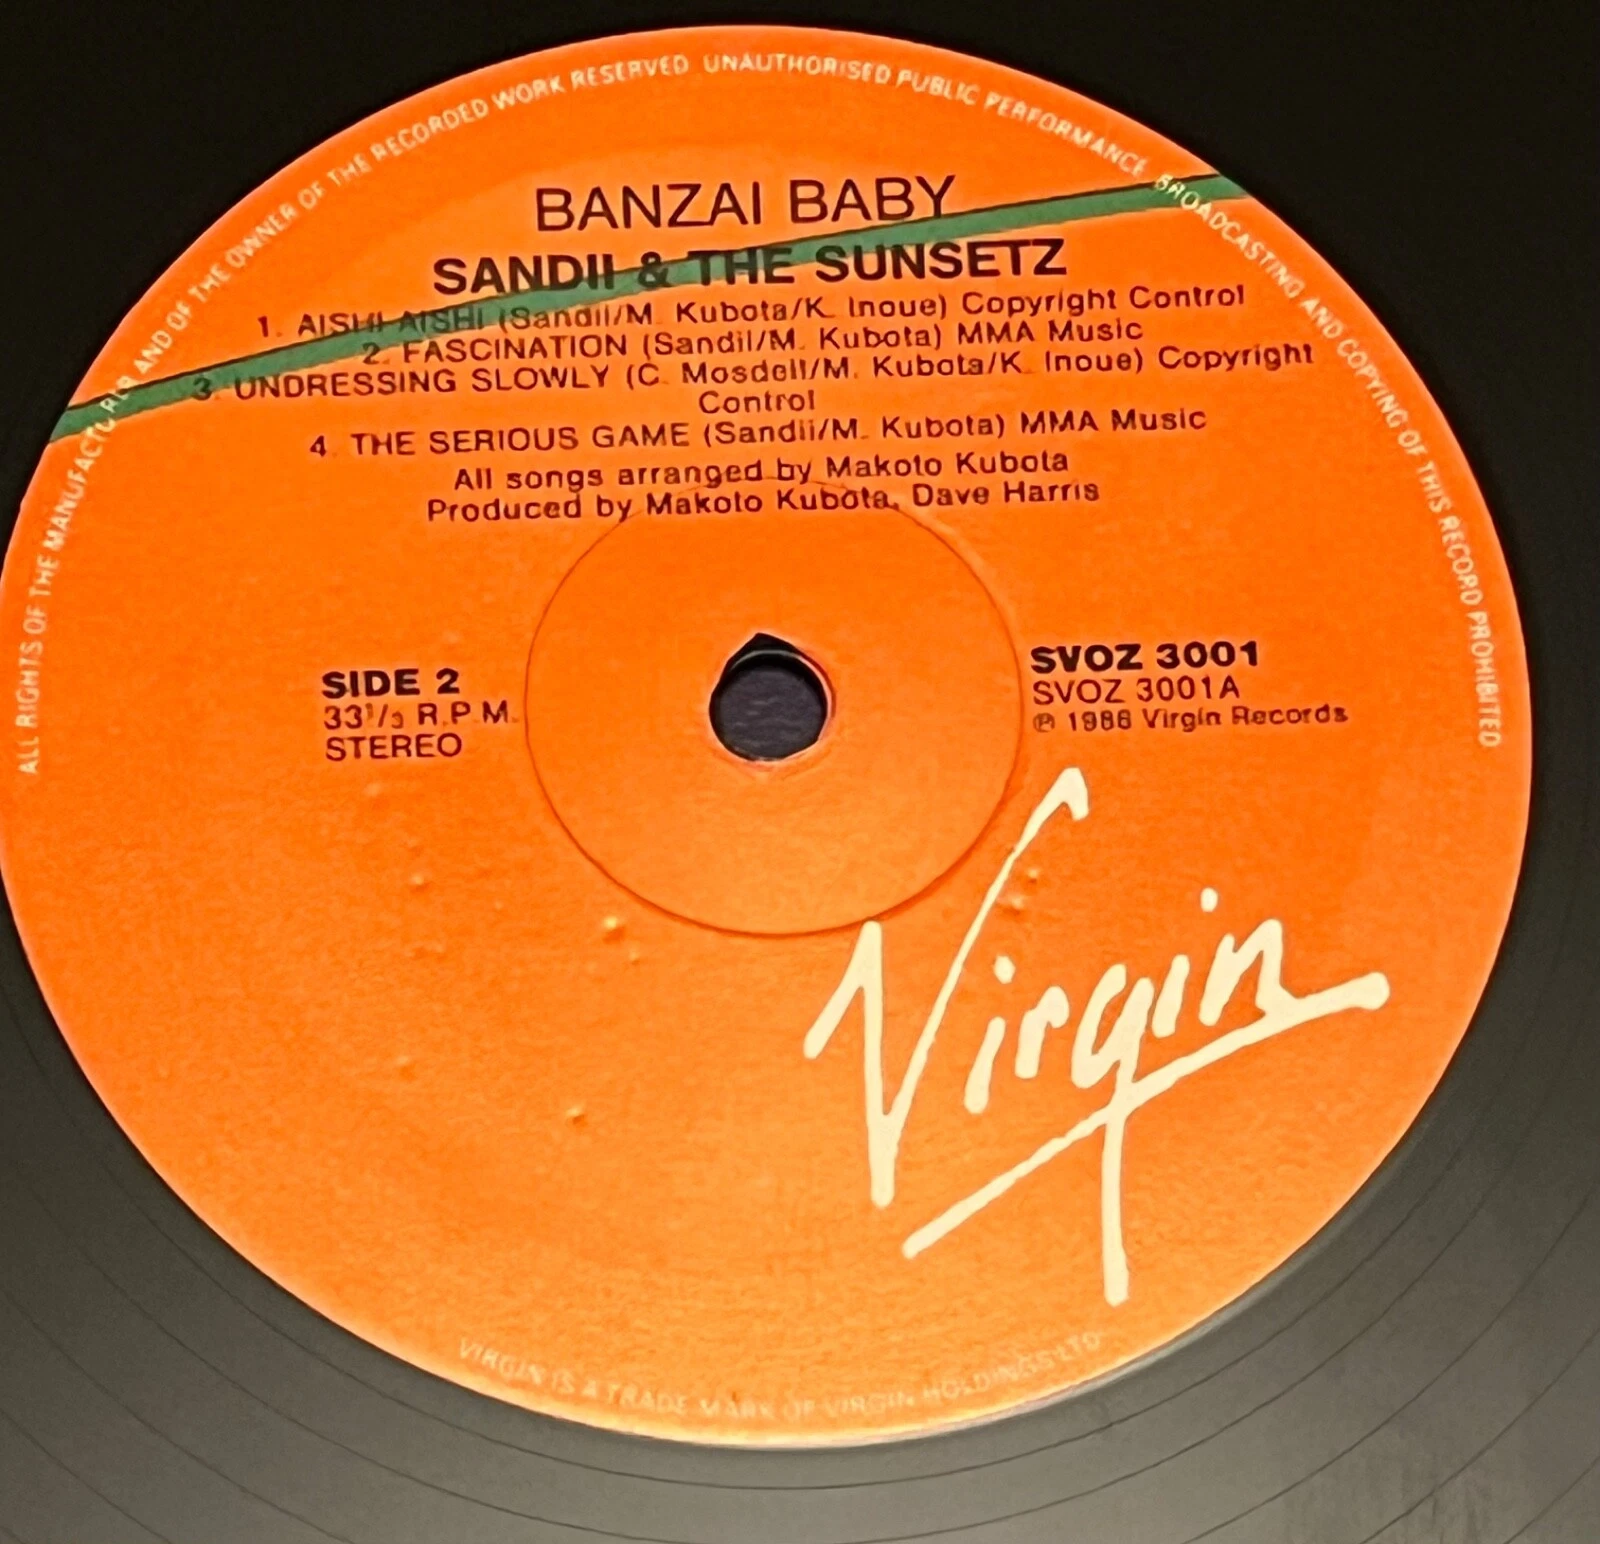 ALL RIGHTS OF THE MANUFACTURER AND OF THE OWNER OF THE RECORDED WORK RESERVED UNAUTHORISED PUBLIC PERFORMANCE BROADCASTING AND COPYING OF THIS RECORD PROHIBITED
BANZAI BABY
SANDII & THE SUNSETZ
1. AISHI AISHI (Sandii/M. Kubota/K. Inoue) Copyright Control
2. FASCINATION (Sandii/M. Kubota) MMA Music
3. UNDRESSING SLOWLY (C. Mosdell/M. Kubota/K. Inoue) Copyright
Control
4. THE SERIOUS GAME (Sandii/M. Kubota) MMA Music
All songs arranged by Makoto Kubota
Produced by Makoto Kubota, Dave Harris
SIDE 2
33⅓ R.P.M.
STEREO
SVOZ 3001
SVOZ 3001A
℗ 1986 Virgin Records
Virgin
VIRGIN IS A TRADE MARK OF VIRGIN HOLDINGS LTD